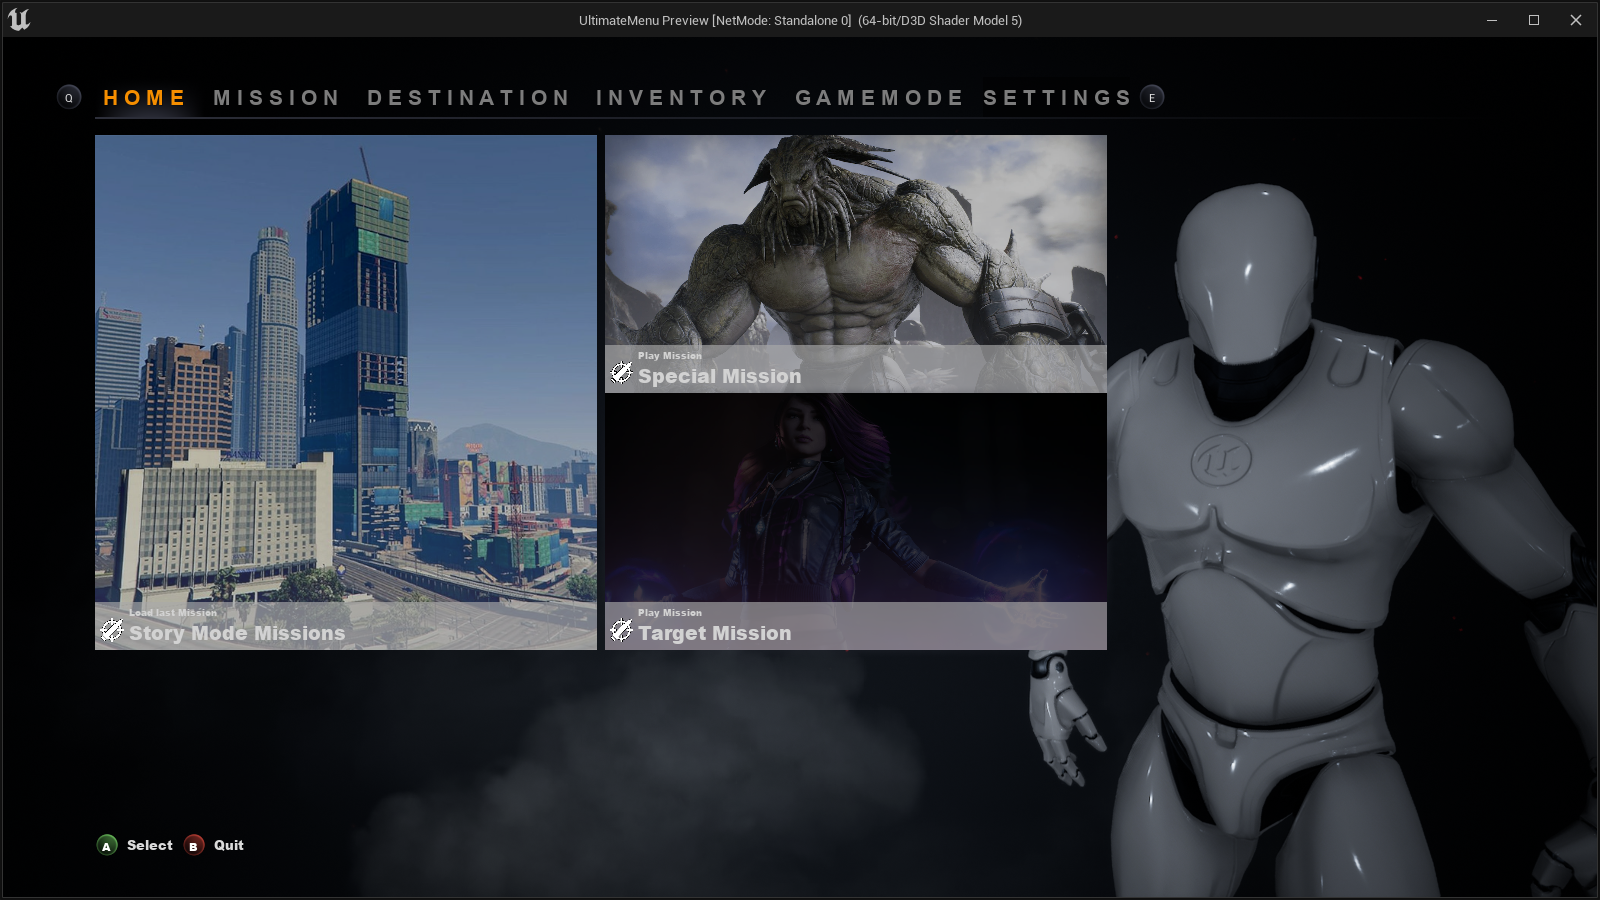 UltimateMenu Preview [NetMode: Standalone 0]  (64-bit/D3D Shader Model 5)
Q HOME MISSION DESTINATION INVENTORY GAMEMODE SETTINGS E
Play Mission
Special Mission
Load last Mission
Story Mode Missions
Play Mission
Target Mission
A Select B Quit